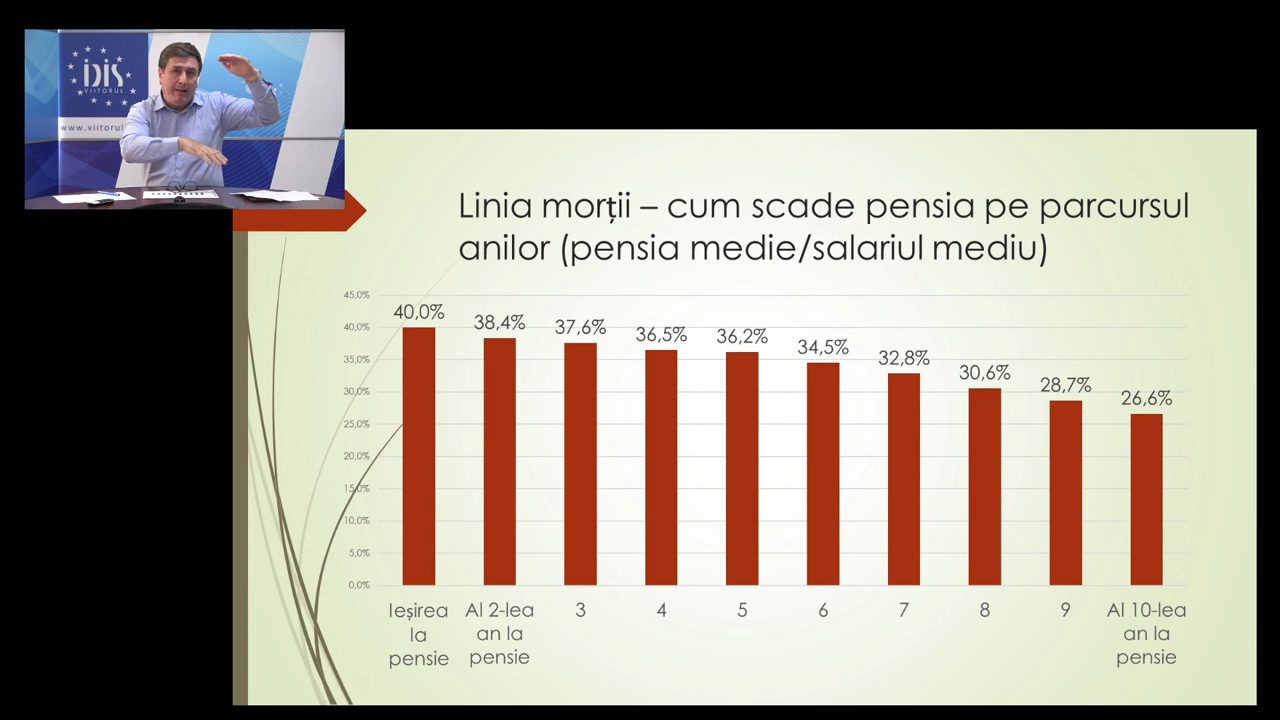 iDiS
VIITORUL
www.viitorul
Linia morții – cum scade pensia pe parcursul
anilor (pensia medie/salariul mediu)
45,0%
40,0%
35,0%
30,0%
25,0%
20,0%
15,0%
10,0%
5,0%
0,0%
40,0%
38,4%
37,6%
36,5%
36,2%
34,5%
32,8%
30,6%
28,7%
26,6%
Ieșirea
la
pensie
Al 2-lea
an la
pensie
3
4
5
6
7
8
9
Al 10-lea
an la
pensie